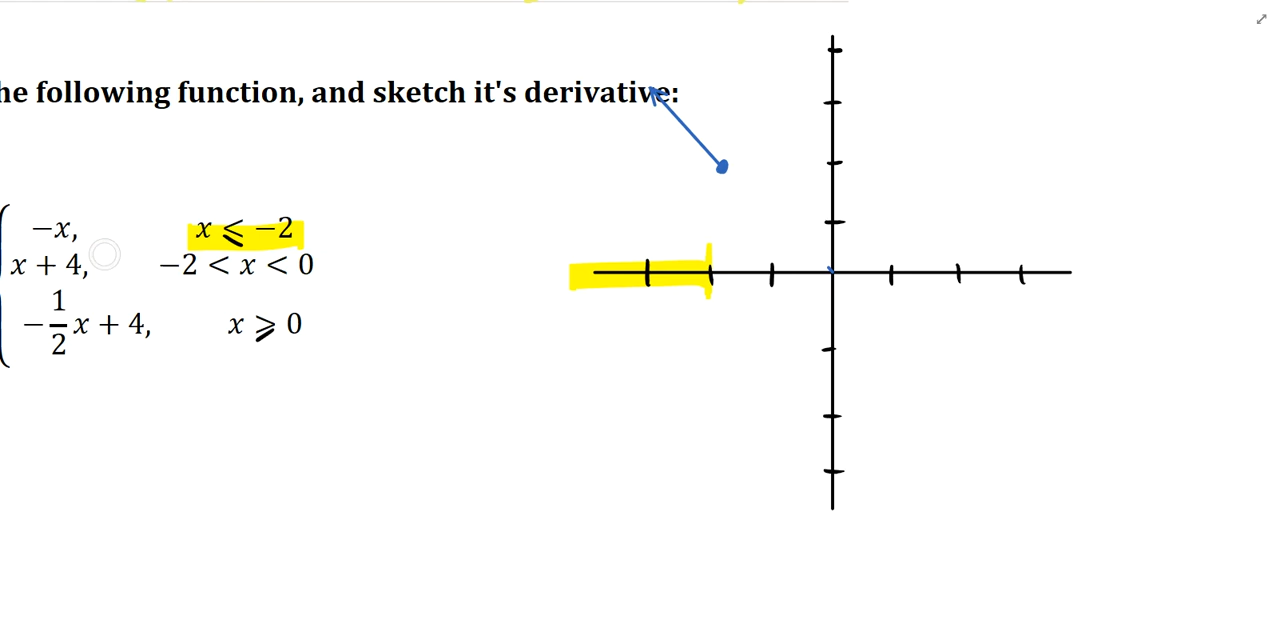 he following function, and sketch it's derivative:
−x, x ⩽ −2
x + 4, −2 < x < 0
−1/2 x + 4, x ⩾ 0